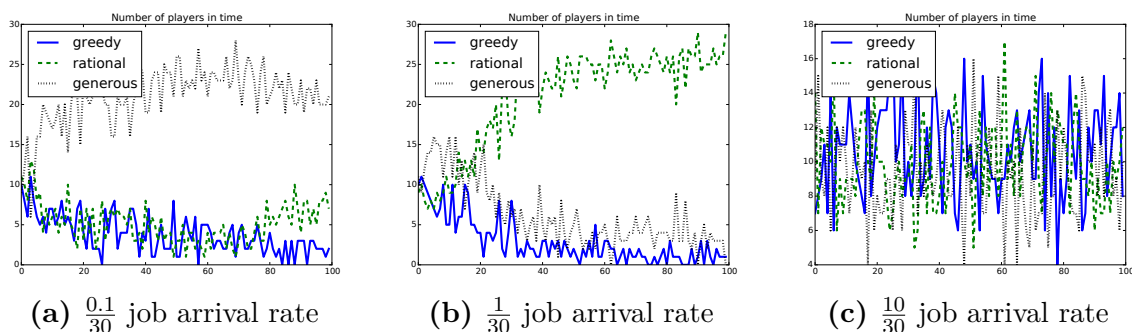 Number of players in time
30
25
20
15
10
5
0
0 20 40 60 80 100
greedy
rational
generous
(a) 0.1/30 job arrival rate
Number of players in time
30
25
20
15
10
5
0
0 20 40 60 80 100
greedy
rational
generous
(b) 1/30 job arrival rate
Number of players in time
18
16
14
12
10
8
6
4
0 20 40 60 80 100
greedy
rational
generous
(c) 10/30 job arrival rate